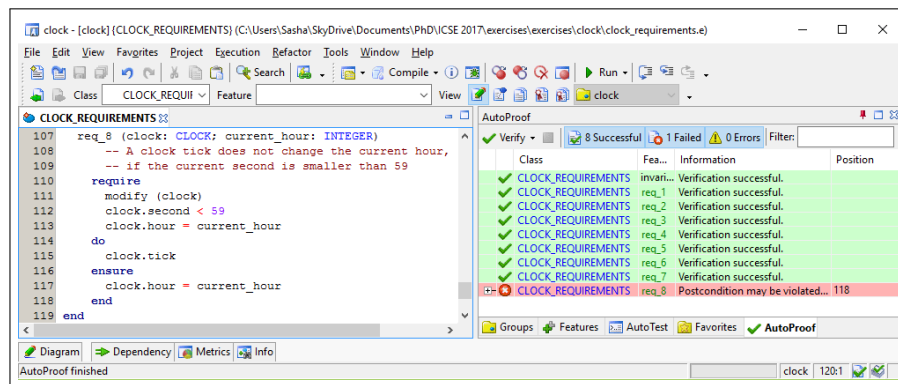 clock - [clock] {CLOCK_REQUIREMENTS} (C:\Users\Sasha\SkyDrive\Documents\PhD\ICSE 2017\exercises\exercises\clock\clock_requirements.e)
File Edit View Favorites Project Execution Refactor Tools Window Help
Search Compile Run
Class CLOCK_REQUIF Feature View clock
CLOCK_REQUIREMENTS
107 req_8 (clock: CLOCK; current_hour: INTEGER)
108 -- A clock tick does not change the current hour,
109 -- if the current second is smaller than 59
110 require
111 modify (clock)
112 clock.second < 59
113 clock.hour = current_hour
114 do
115 clock.tick
116 ensure
117 clock.hour = current_hour
118 end
119 end
AutoProof
Verify 8 Successful 1 Failed 0 Errors Filter:
Class Fea... Information Position
CLOCK_REQUIREMENTS invari... Verification successful.
CLOCK_REQUIREMENTS req_1 Verification successful.
CLOCK_REQUIREMENTS req_2 Verification successful.
CLOCK_REQUIREMENTS req_3 Verification successful.
CLOCK_REQUIREMENTS req_4 Verification successful.
CLOCK_REQUIREMENTS req_5 Verification successful.
CLOCK_REQUIREMENTS req_6 Verification successful.
CLOCK_REQUIREMENTS req_7 Verification successful.
CLOCK_REQUIREMENTS req_8 Postcondition may be violated... 118
Groups Features AutoTest Favorites AutoProof
Diagram Dependency Metrics Info
AutoProof finished clock 120:1